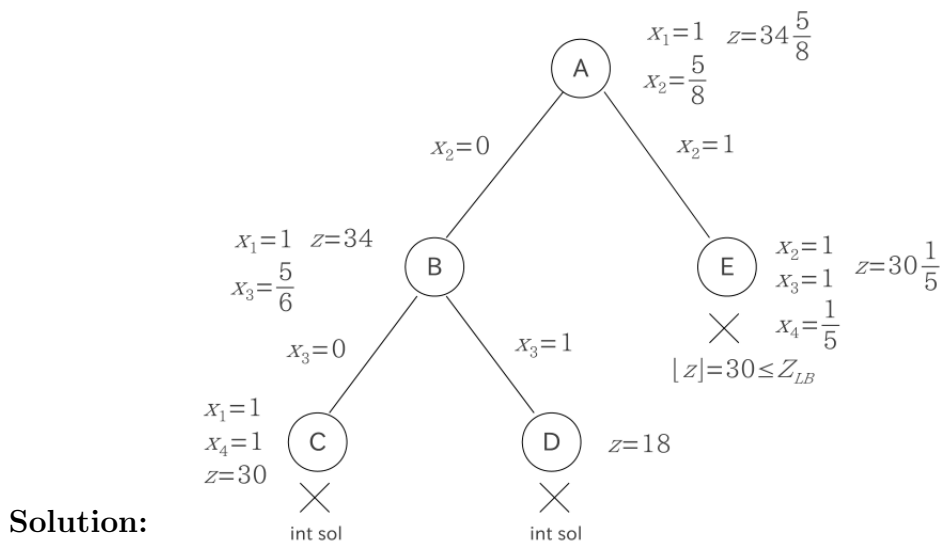 x₁=1 z=34 5/8
A
x₂=5/8
x₂=0
x₂=1
x₁=1 z=34
B
x₃=5/6
E
x₂=1
x₃=1
z=30 1/5
x₄=1/5
⌊z⌋=30≤Z_{LB}
x₃=0
x₃=1
x₁=1
x₄=1
z=30
C
D
z=18
int sol
int sol
Solution: